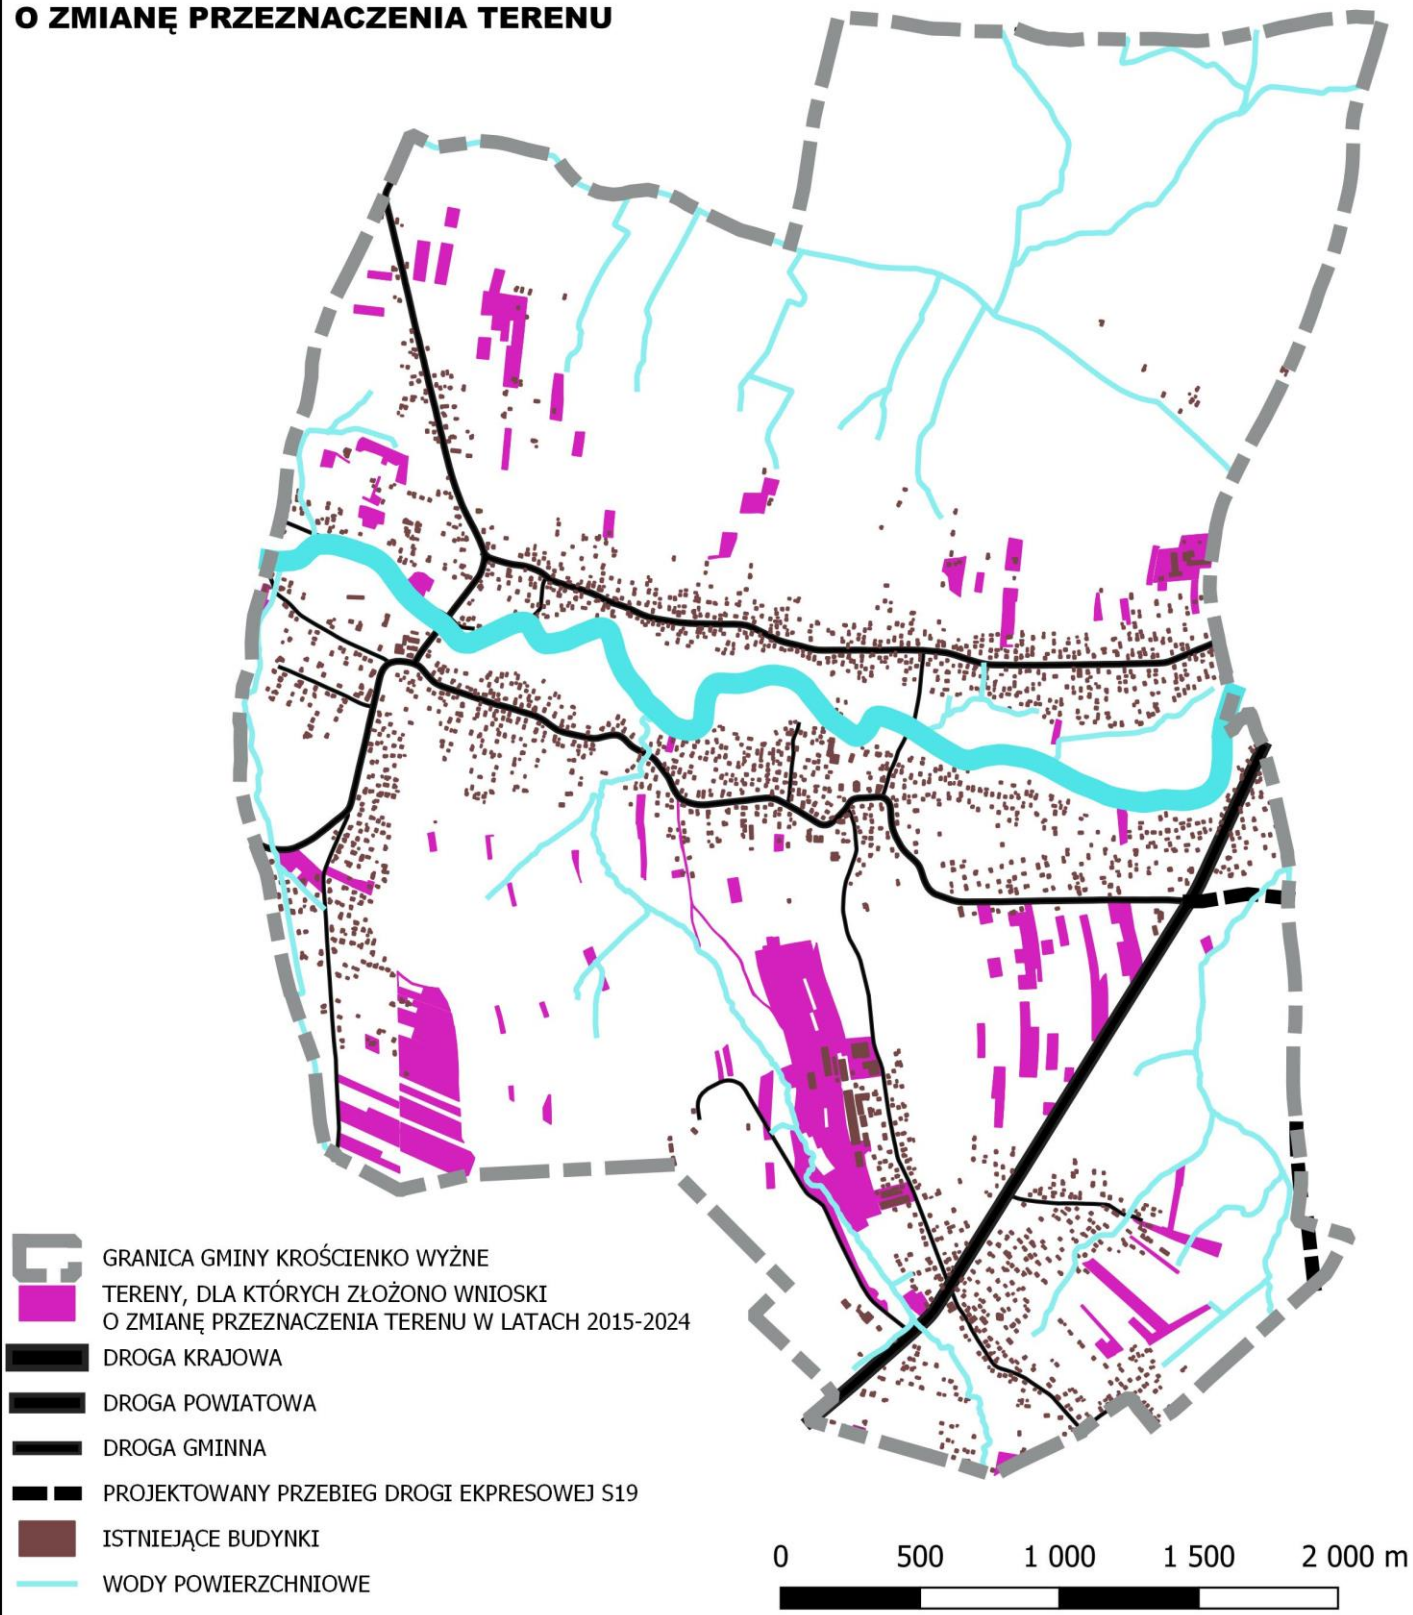 O ZMIANĘ PRZEZNACZENIA TERENU
GRANICA GMINY KROŚCIENKO WYŻNE
TERENY, DLA KTÓRYCH ZŁOŻONO WNIOSKI
O ZMIANĘ PRZEZNACZENIA TERENU W LATACH 2015-2024
DROGA KRAJOWA
DROGA POWIATOWA
DROGA GMINNA
PROJEKTOWANY PRZEBIEG DROGI EKPRESOWEJ S19
ISTNIEJĄCE BUDYNKI
WODY POWIERZCHNIOWE
0 500 1 000 1 500 2 000 m